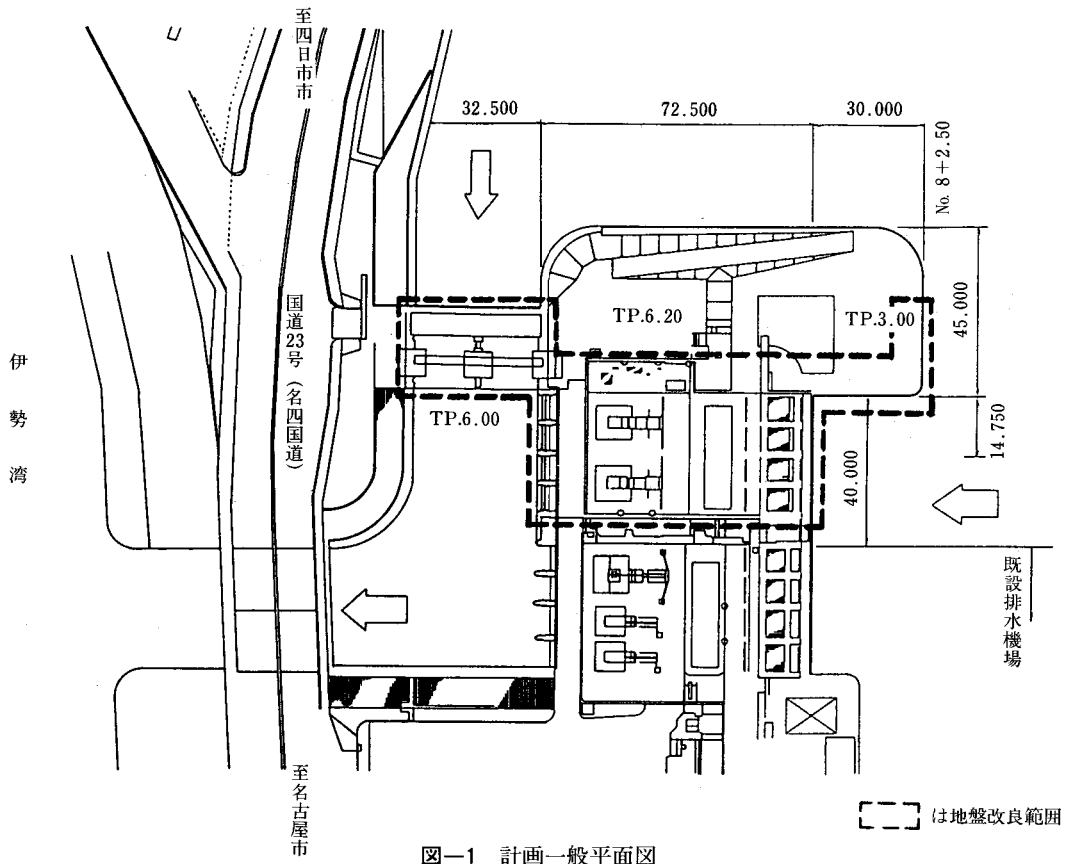 至四日市市
32.500
72.500
30.000
No. 8+2.50
国道23号（名四国道）
伊勢湾
TP.6.20
TP.3.00
45.000
TP.6.00
14.750
40.000
既設排水機場
至名古屋市
は地盤改良範囲
図－1 計画一般平面図